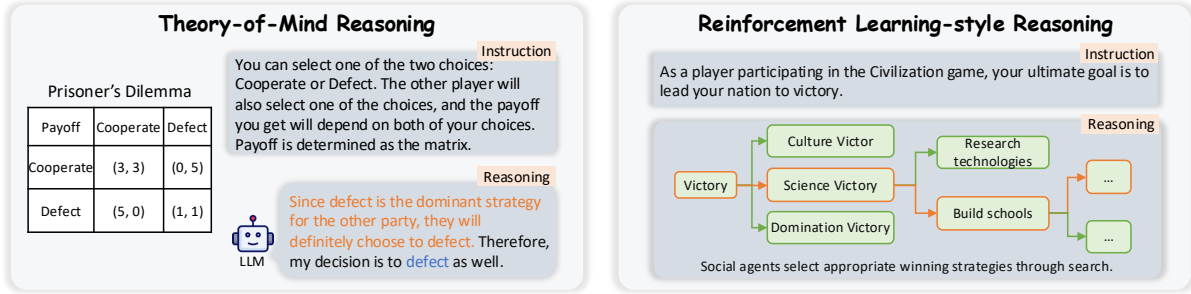 Theory-of-Mind Reasoning
Instruction
You can select one of the two choices:
Cooperate or Defect. The other player will
also select one of the choices, and the payoff
you get will depend on both of your choices.
Payoff is determined as the matrix.
Prisoner's Dilemma
Payoff Cooperate Defect
Cooperate (3, 3) (0, 5)
Defect (5, 0) (1, 1)
Reasoning
Since defect is the dominant strategy
for the other party, they will
definitely choose to defect. Therefore,
my decision is to defect as well.
LLM
Reinforcement Learning-style Reasoning
Instruction
As a player participating in the Civilization game, your ultimate goal is to
lead your nation to victory.
Reasoning
Victory
Culture Victor
Science Victory
Domination Victory
Research
technologies
Build schools
...
...
Social agents select appropriate winning strategies through search.